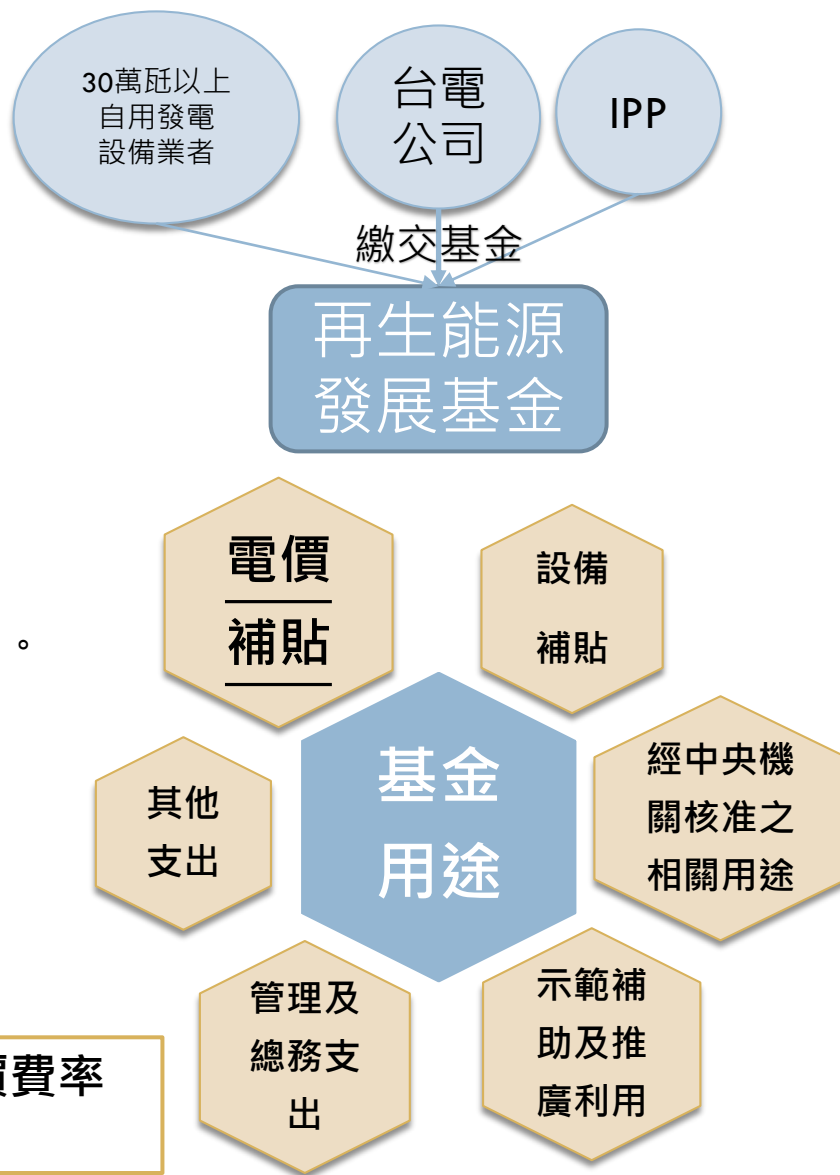 30萬瓩以上
自用發電
設備業者
台電
公司
IPP
繳交基金
再生能源
發展基金
電價
補貼
設備
補貼
。
基金
用途
經中央機
關核准之
相關用途
其他
支出
管理及
總務支
出
示範補
助及推
廣利用
費率